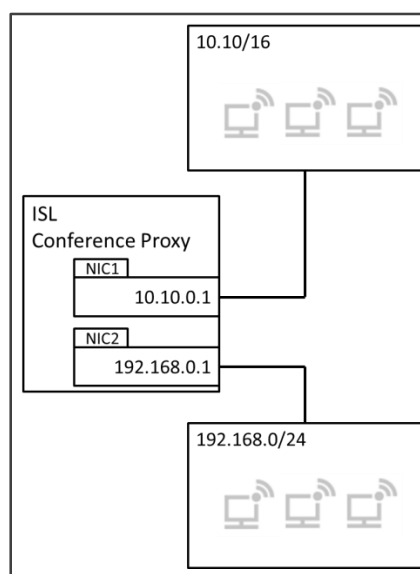 10.10/16
ISL
Conference Proxy
NIC1
10.10.0.1
NIC2
192.168.0.1
192.168.0/24